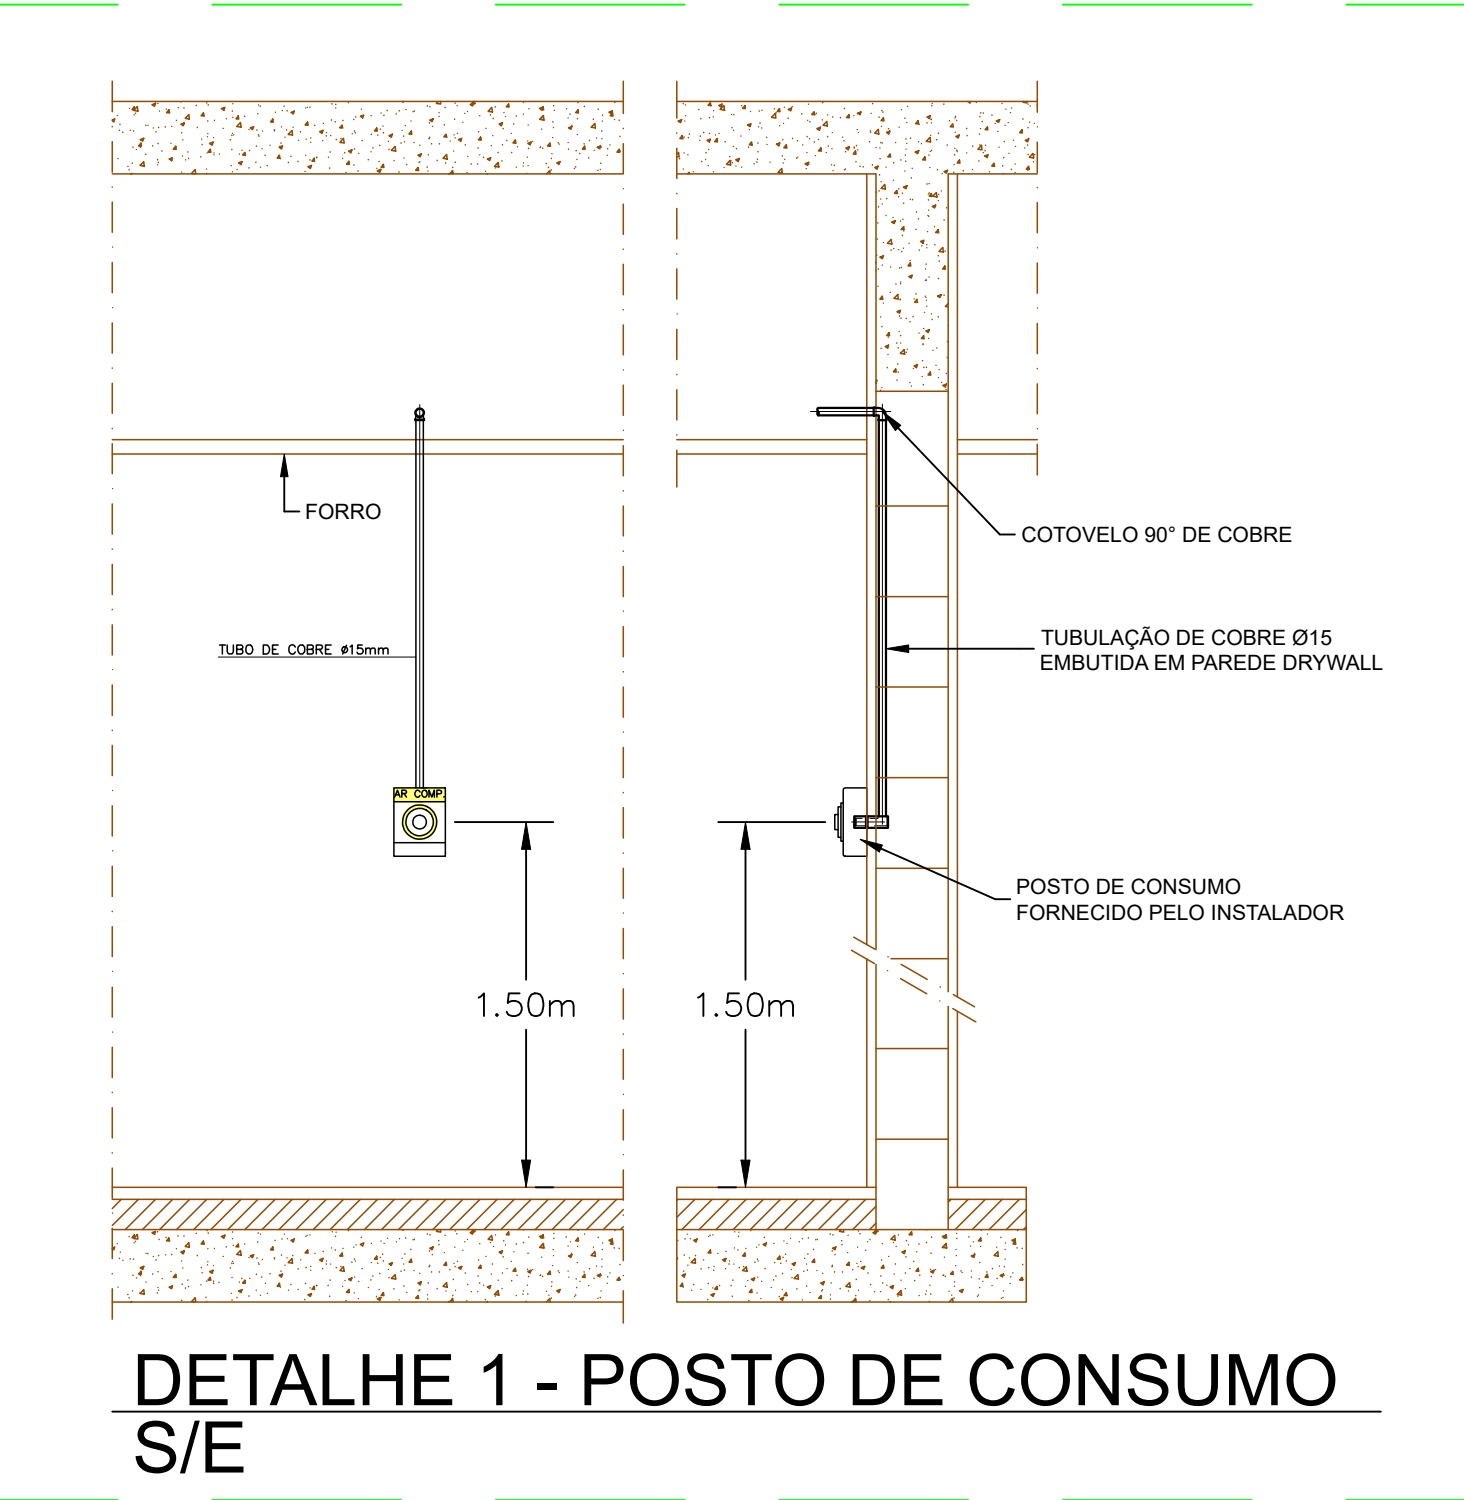 FORRO
COTOVELO 90° DE COBRE
TUBO DE COBRE ø15mm
TUBULAÇÃO DE COBRE Ø15
EMBUTIDA EM PAREDE DRYWALL
AR COMP.
POSTO DE CONSUMO
FORNECIDO PELO INSTALADOR
1.50m
1.50m
DETALHE 1 - POSTO DE CONSUMO
S/E